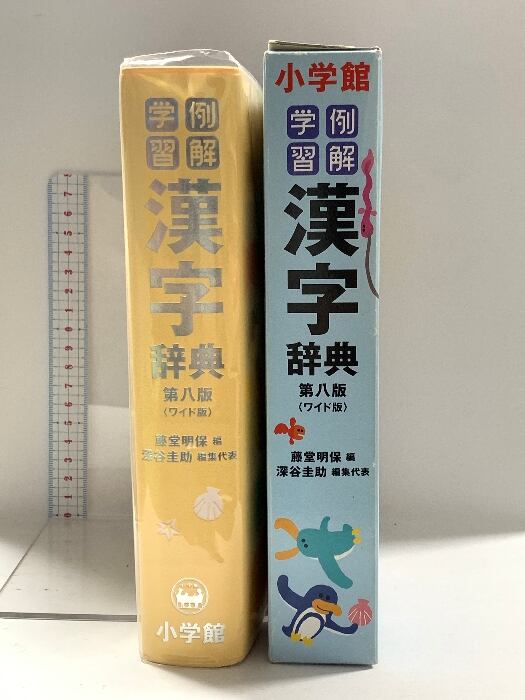 例解
学習
漢字
辞典
第八版
〈ワイド版〉
藤堂明保 編
深谷圭助 編集代表
小学館
小学館
例解
学習
漢字
辞典
第八版
〈ワイド版〉
藤堂明保 編
深谷圭助 編集代表